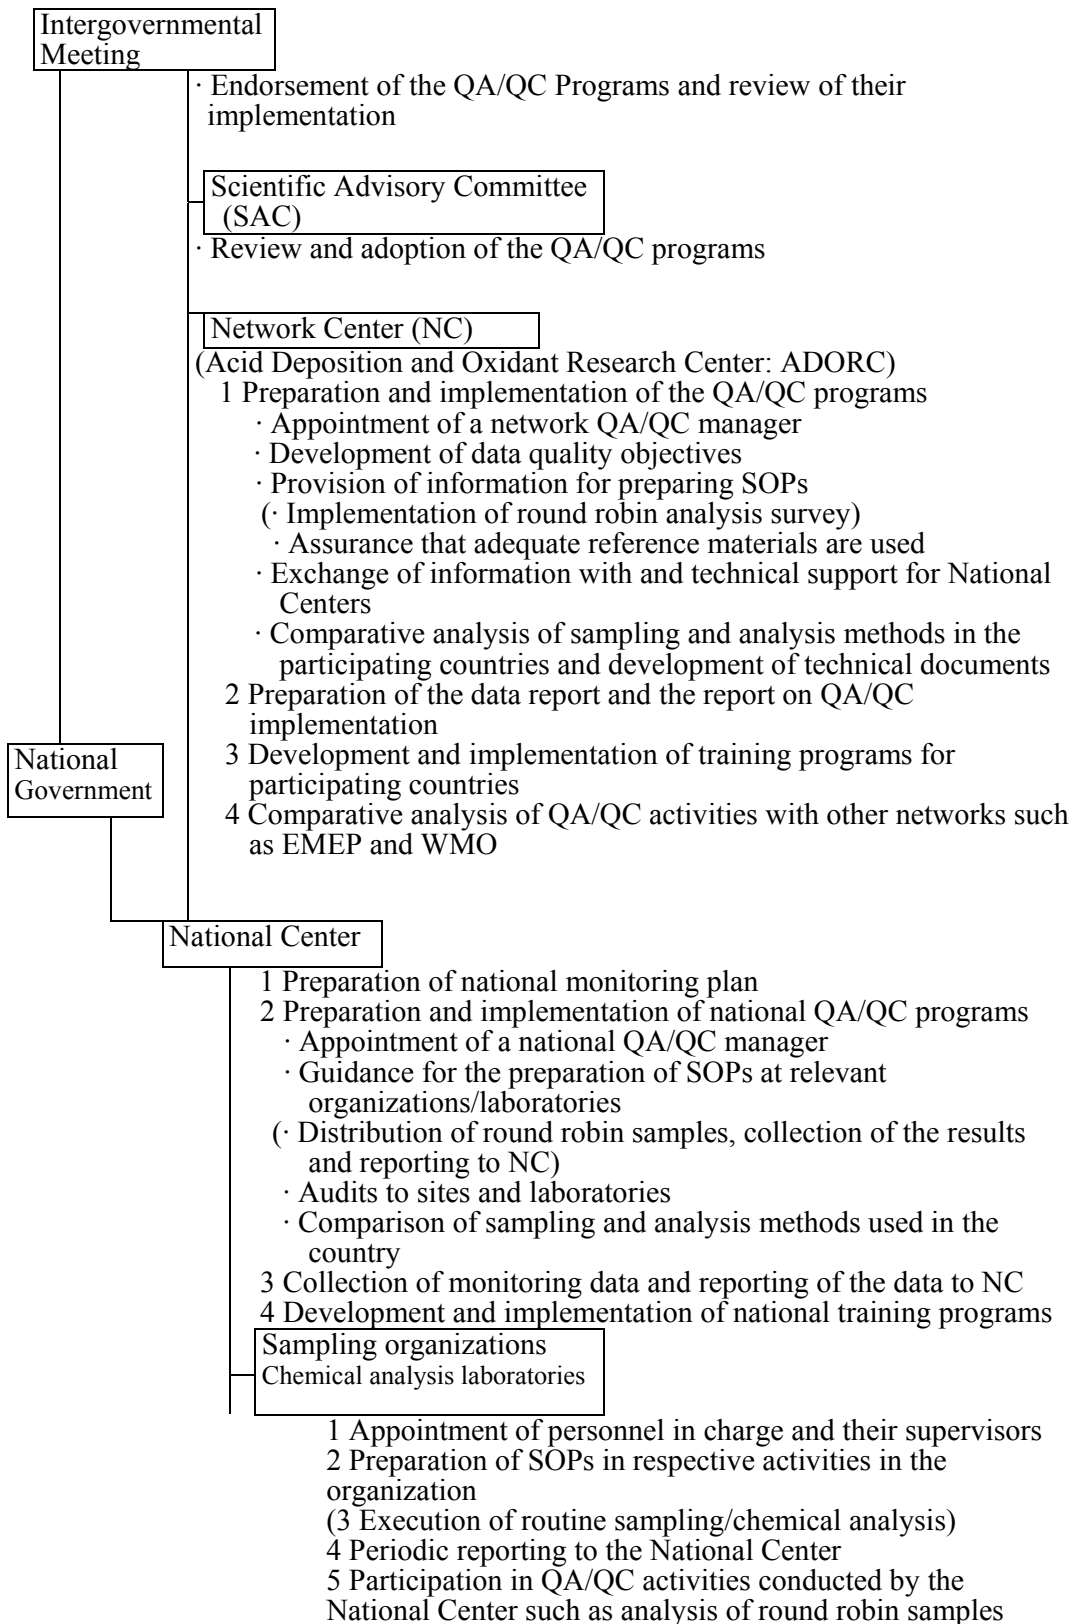 Intergovernmental
Meeting
· Endorsement of the QA/QC Programs and review of their
implementation
Scientific Advisory Committee
(SAC)
· Review and adoption of the QA/QC programs
Network Center (NC)
(Acid Deposition and Oxidant Research Center: ADORC)
1 Preparation and implementation of the QA/QC programs
· Appointment of a network QA/QC manager
· Development of data quality objectives
· Provision of information for preparing SOPs
(· Implementation of round robin analysis survey)
· Assurance that adequate reference materials are used
· Exchange of information with and technical support for National
Centers
· Comparative analysis of sampling and analysis methods in the
participating countries and development of technical documents
2 Preparation of the data report and the report on QA/QC
implementation
National
Government
3 Development and implementation of training programs for
participating countries
4 Comparative analysis of QA/QC activities with other networks such
as EMEP and WMO
National Center
1 Preparation of national monitoring plan
2 Preparation and implementation of national QA/QC programs
· Appointment of a national QA/QC manager
· Guidance for the preparation of SOPs at relevant
organizations/laboratories
(· Distribution of round robin samples, collection of the results
and reporting to NC)
· Audits to sites and laboratories
· Comparison of sampling and analysis methods used in the
country
3 Collection of monitoring data and reporting of the data to NC
4 Development and implementation of national training programs
Sampling organizations
Chemical analysis laboratories
1 Appointment of personnel in charge and their supervisors
2 Preparation of SOPs in respective activities in the
organization
(3 Execution of routine sampling/chemical analysis)
4 Periodic reporting to the National Center
5 Participation in QA/QC activities conducted by the
National Center such as analysis of round robin samples